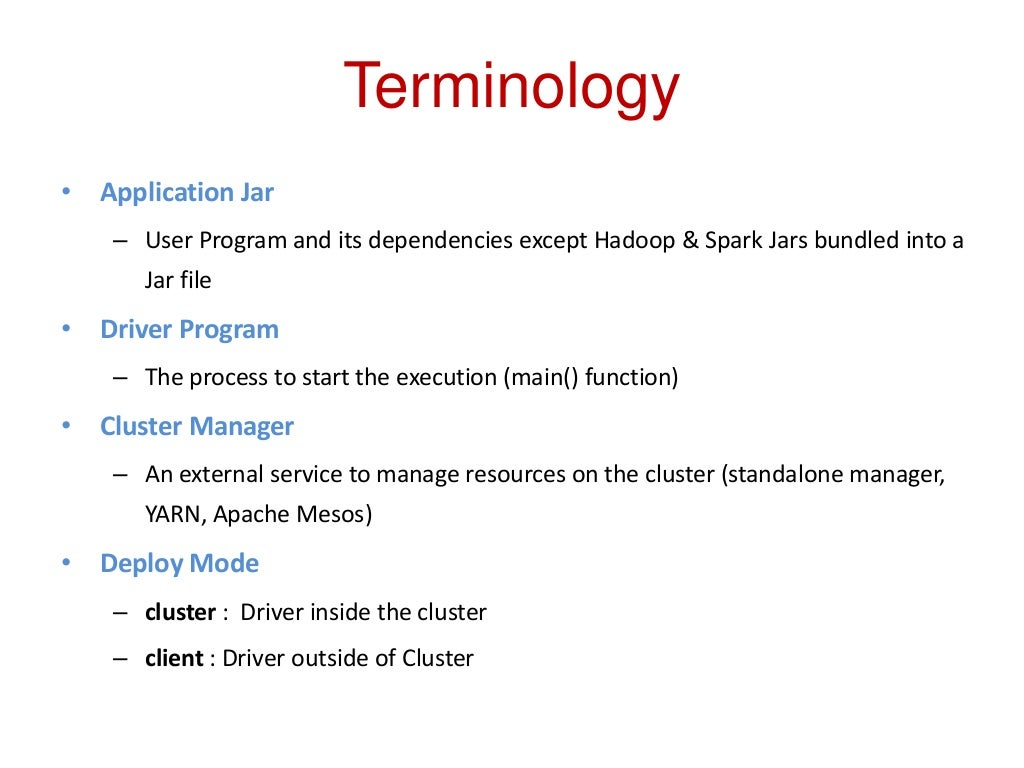 Terminology
• Application Jar
– User Program and its dependencies except Hadoop & Spark Jars bundled into a
Jar file
• Driver Program
– The process to start the execution (main() function)
• Cluster Manager
– An external service to manage resources on the cluster (standalone manager,
YARN, Apache Mesos)
• Deploy Mode
– cluster : Driver inside the cluster
– client : Driver outside of Cluster